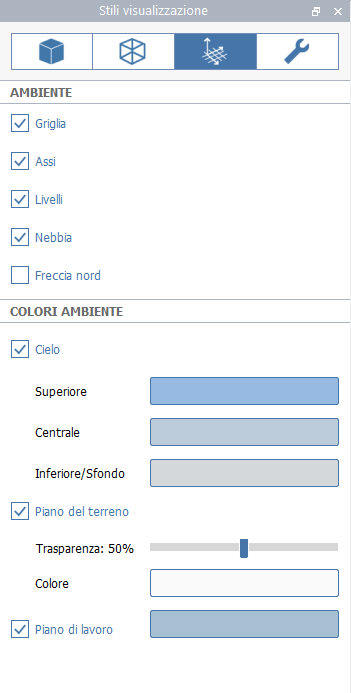 Stili visualizzazione
AMBIENTE
Griglia
Assi
Livelli
Nebbia
Freccia nord
COLORI AMBIENTE
Cielo
Superiore
Centrale
Inferiore/Sfondo
Piano del terreno
Trasparenza: 50%
Colore
Piano di lavoro